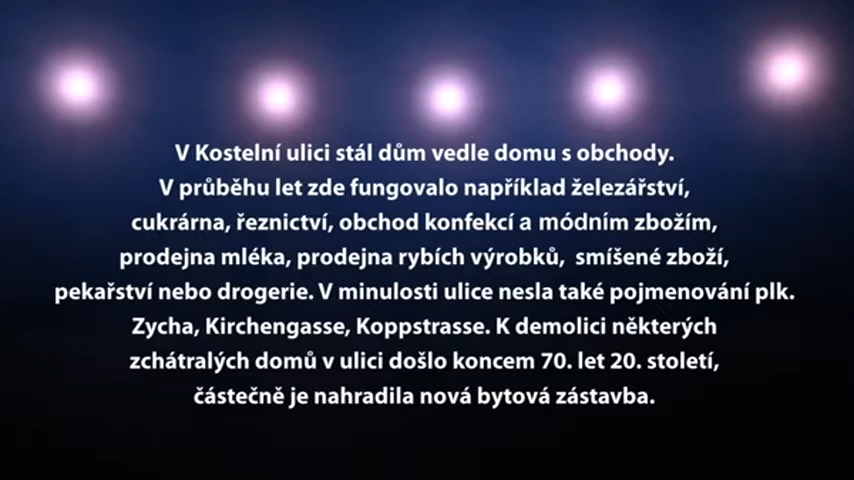 V Kostelní ulici stál dům vedle domu s obchody.
V průběhu let zde fungovalo například železářství,
cukrárna, řeznictví, obchod konfekcí a módním zbožím,
prodejna mléka, prodejna rybích výrobků,  smíšené zboží,
pekařství nebo drogerie. V minulosti ulice nesla také pojmenování plk.
Zycha, Kirchengasse, Koppstrasse. K demolici některých
zchátralých domů v ulici došlo koncem 70. let 20. století,
částečně je nahradila nová bytová zástavba.